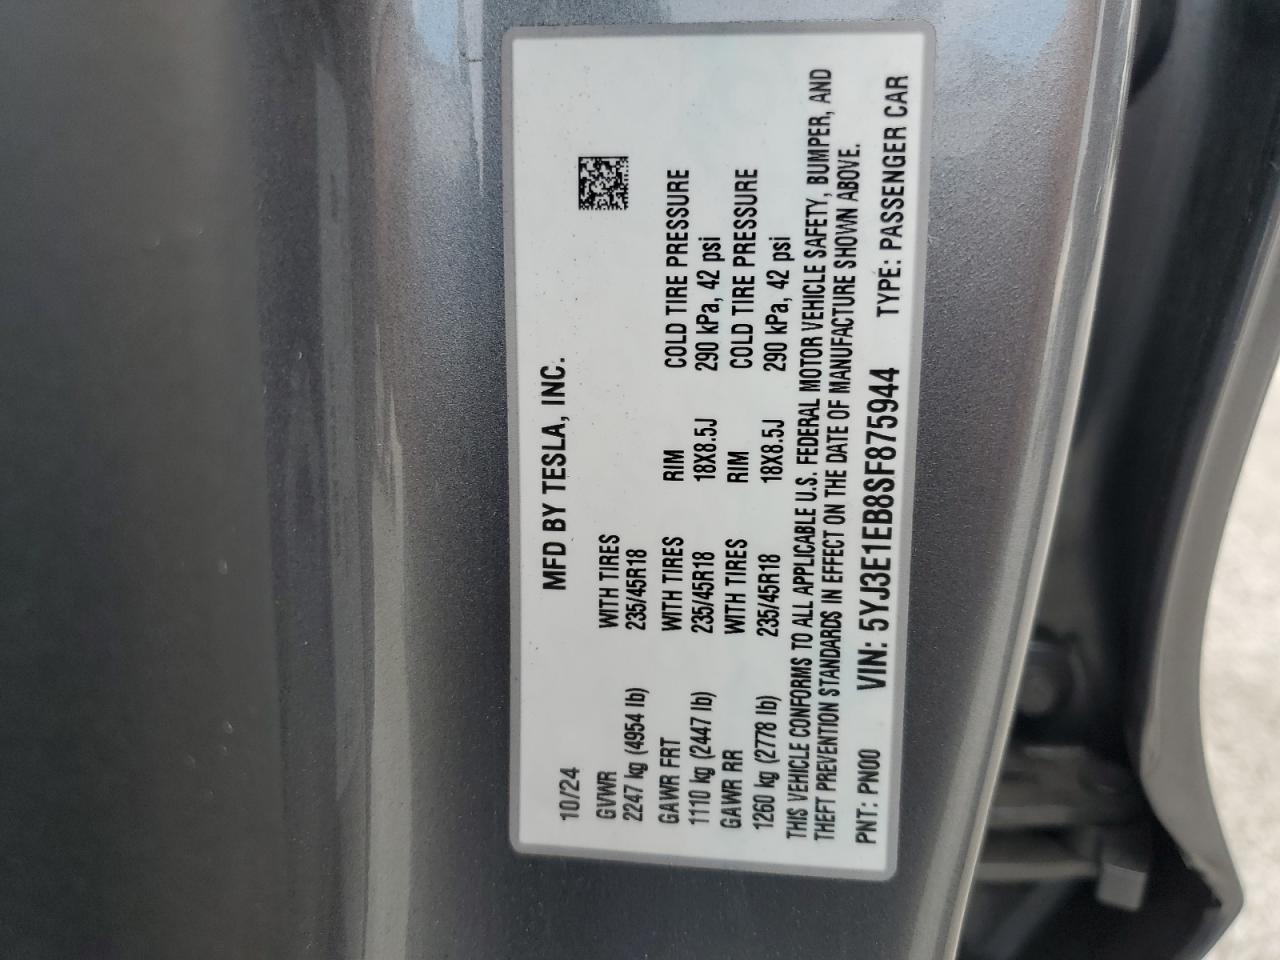 MFD BY TESLA, INC.
10/24
GVWR WITH TIRES
2247 kg (4954 lb) 235/45R18
GAWR FRT WITH TIRES RIM COLD TIRE PRESSURE
1110 kg (2447 lb) 235/45R18 18X8.5J 290 kPa, 42 psi
GAWR RR WITH TIRES RIM COLD TIRE PRESSURE
1260 kg (2778 lb) 235/45R18 18X8.5J 290 kPa, 42 psi
THIS VEHICLE CONFORMS TO ALL APPLICABLE U.S. FEDERAL MOTOR VEHICLE SAFETY, BUMPER, AND
THEFT PREVENTION STANDARDS IN EFFECT ON THE DATE OF MANUFACTURE SHOWN ABOVE.
PNT: PN00 VIN: 5YJ3E1EB8SF875944 TYPE: PASSENGER CAR